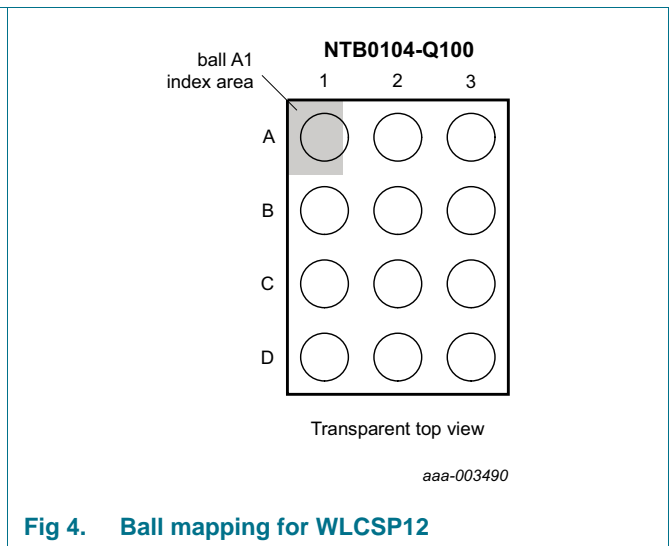 NTB0104-Q100
ball A1
index area
1 2 3
A
B
C
D
Transparent top view
aaa-003490
Fig 4. Ball mapping for WLCSP12